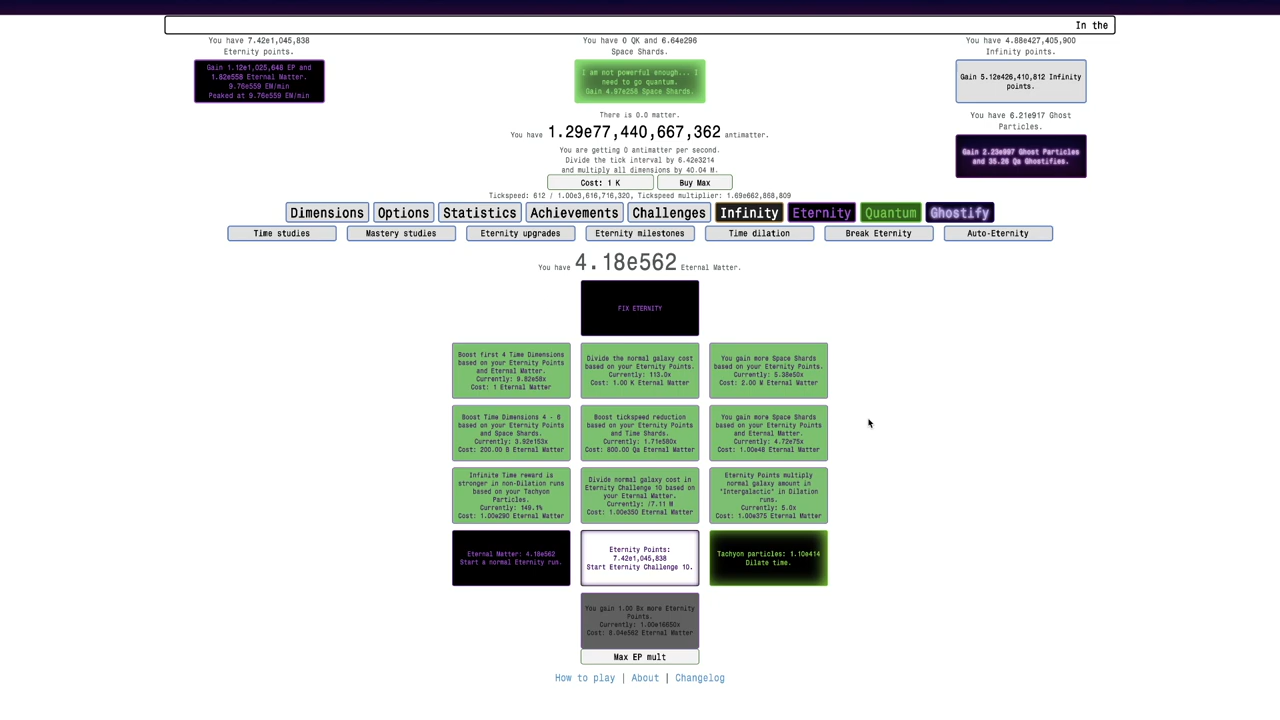 In the
You have 7.42e1,045,838
Eternity points.
Gain 1.12e1,025,648 EP and
1.82e558 Eternal Matter.
9.76e559 EM/min
Peaked at 9.76e559 EM/min
You have 0 QK and 6.64e296
Space Shards.
I am not powerful enough... I
need to go quantum.
Gain 4.97e258 Space Shards.
You have 4.88e427,405,900
Infinity points.
Gain 5.12e426,410,812 Infinity
points.
You have 6.21e917 Ghost
Particles.
Gain 2.23e897 Ghost Particles
and 35.26 Qa Ghostifies.
There is 0.0 matter.
You have 1.29e77,440,667,362 antimatter.
You are getting 0 antimatter per second.
Divide the tick interval by 6.42e3214
and multiply all dimensions by 40.04 M.
Cost: 1 K
Buy Max
Tickspeed: 612 / 1.00e3,616,716,320, Tickspeed multiplier: 1.69e662,868,809
Dimensions
Options
Statistics
Achievements
Challenges
Infinity
Eternity
Quantum
Ghostify
Time studies
Mastery studies
Eternity upgrades
Eternity milestones
Time dilation
Break Eternity
Auto-Eternity
You have 4.18e562 Eternal Matter.
FIX ETERNITY
Boost first 4 Time Dimensions
based on your Eternity Points
and Eternal Matter.
Currently: 9.82e58x
Cost: 1 Eternal Matter
Divide the normal galaxy cost
based on your Eternity Points.
Currently: 113.0x
Cost: 1.00 K Eternal Matter
You gain more Space Shards
based on your Eternity Points.
Currently: 5.38e50x
Cost: 2.00 M Eternal Matter
Boost Time Dimensions 4 - 6
based on your Eternity Points
and Space Shards.
Currently: 3.92e153x
Cost: 200.00 B Eternal Matter
Boost tickspeed reduction
based on your Eternity Points
and Time Shards.
Currently: 1.71e580x
Cost: 800.00 Qa Eternal Matter
You gain more Space Shards
based on your Eternity Points
and Eternal Matter.
Currently: 4.72e75x
Cost: 1.00e48 Eternal Matter
Infinite Time reward is
stronger in non-Dilation runs
based on your Tachyon
Particles.
Currently: 149.1%
Cost: 1.00e290 Eternal Matter
Divide normal galaxy cost in
Eternity Challenge 10 based on
your Eternal Matter.
Currently: /7.11 M
Cost: 1.00e350 Eternal Matter
Eternity Points multiply
normal galaxy amount in
"Intergalactic" in Dilation
runs.
Currently: 5.0x
Cost: 1.00e375 Eternal Matter
Eternal Matter: 4.18e562
Start a normal Eternity run.
Eternity Points:
7.42e1,045,838
Start Eternity Challenge 10.
Tachyon particles: 1.10e414
Dilate time.
You gain 1.00 Bx more Eternity
Points.
Currently: 1.00e16650x
Cost: 6.04e562 Eternal Matter
Max EP mult
How to play | About | Changelog